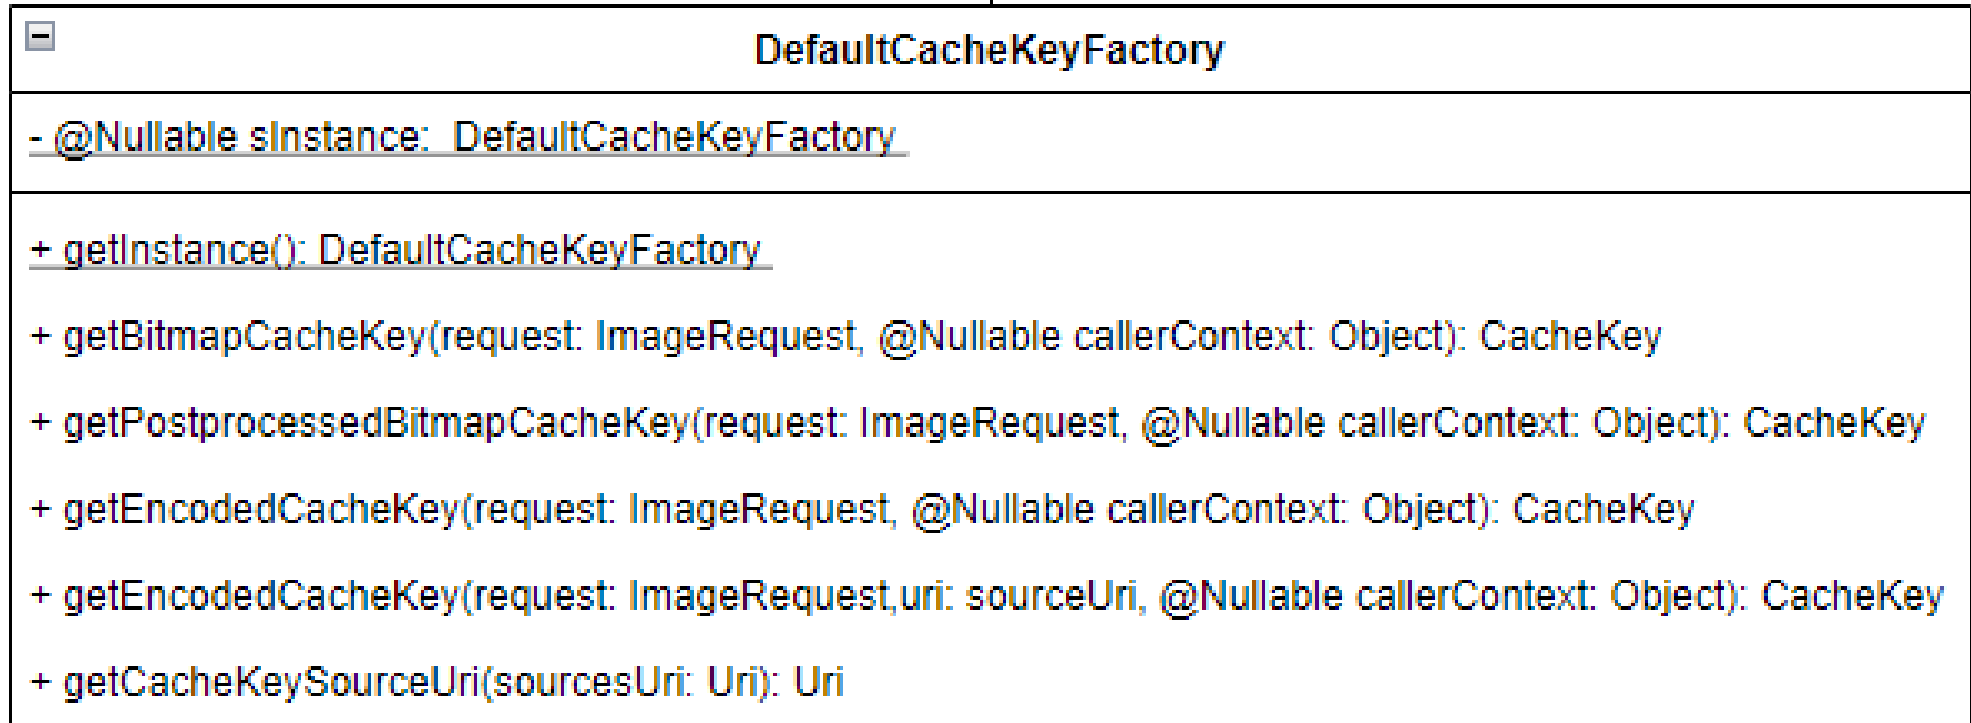 DefaultCacheKeyFactory
- @Nullable sInstance: DefaultCacheKeyFactory
+ getInstance(): DefaultCacheKeyFactory
+ getBitmapCacheKey(request: ImageRequest, @Nullable callerContext: Object): CacheKey
+ getPostprocessedBitmapCacheKey(request: ImageRequest, @Nullable callerContext: Object): CacheKey
+ getEncodedCacheKey(request: ImageRequest, @Nullable callerContext: Object): CacheKey
+ getEncodedCacheKey(request: ImageRequest,uri: sourceUri, @Nullable callerContext: Object): CacheKey
+ getCacheKeySourceUri(sourcesUri: Uri): Uri